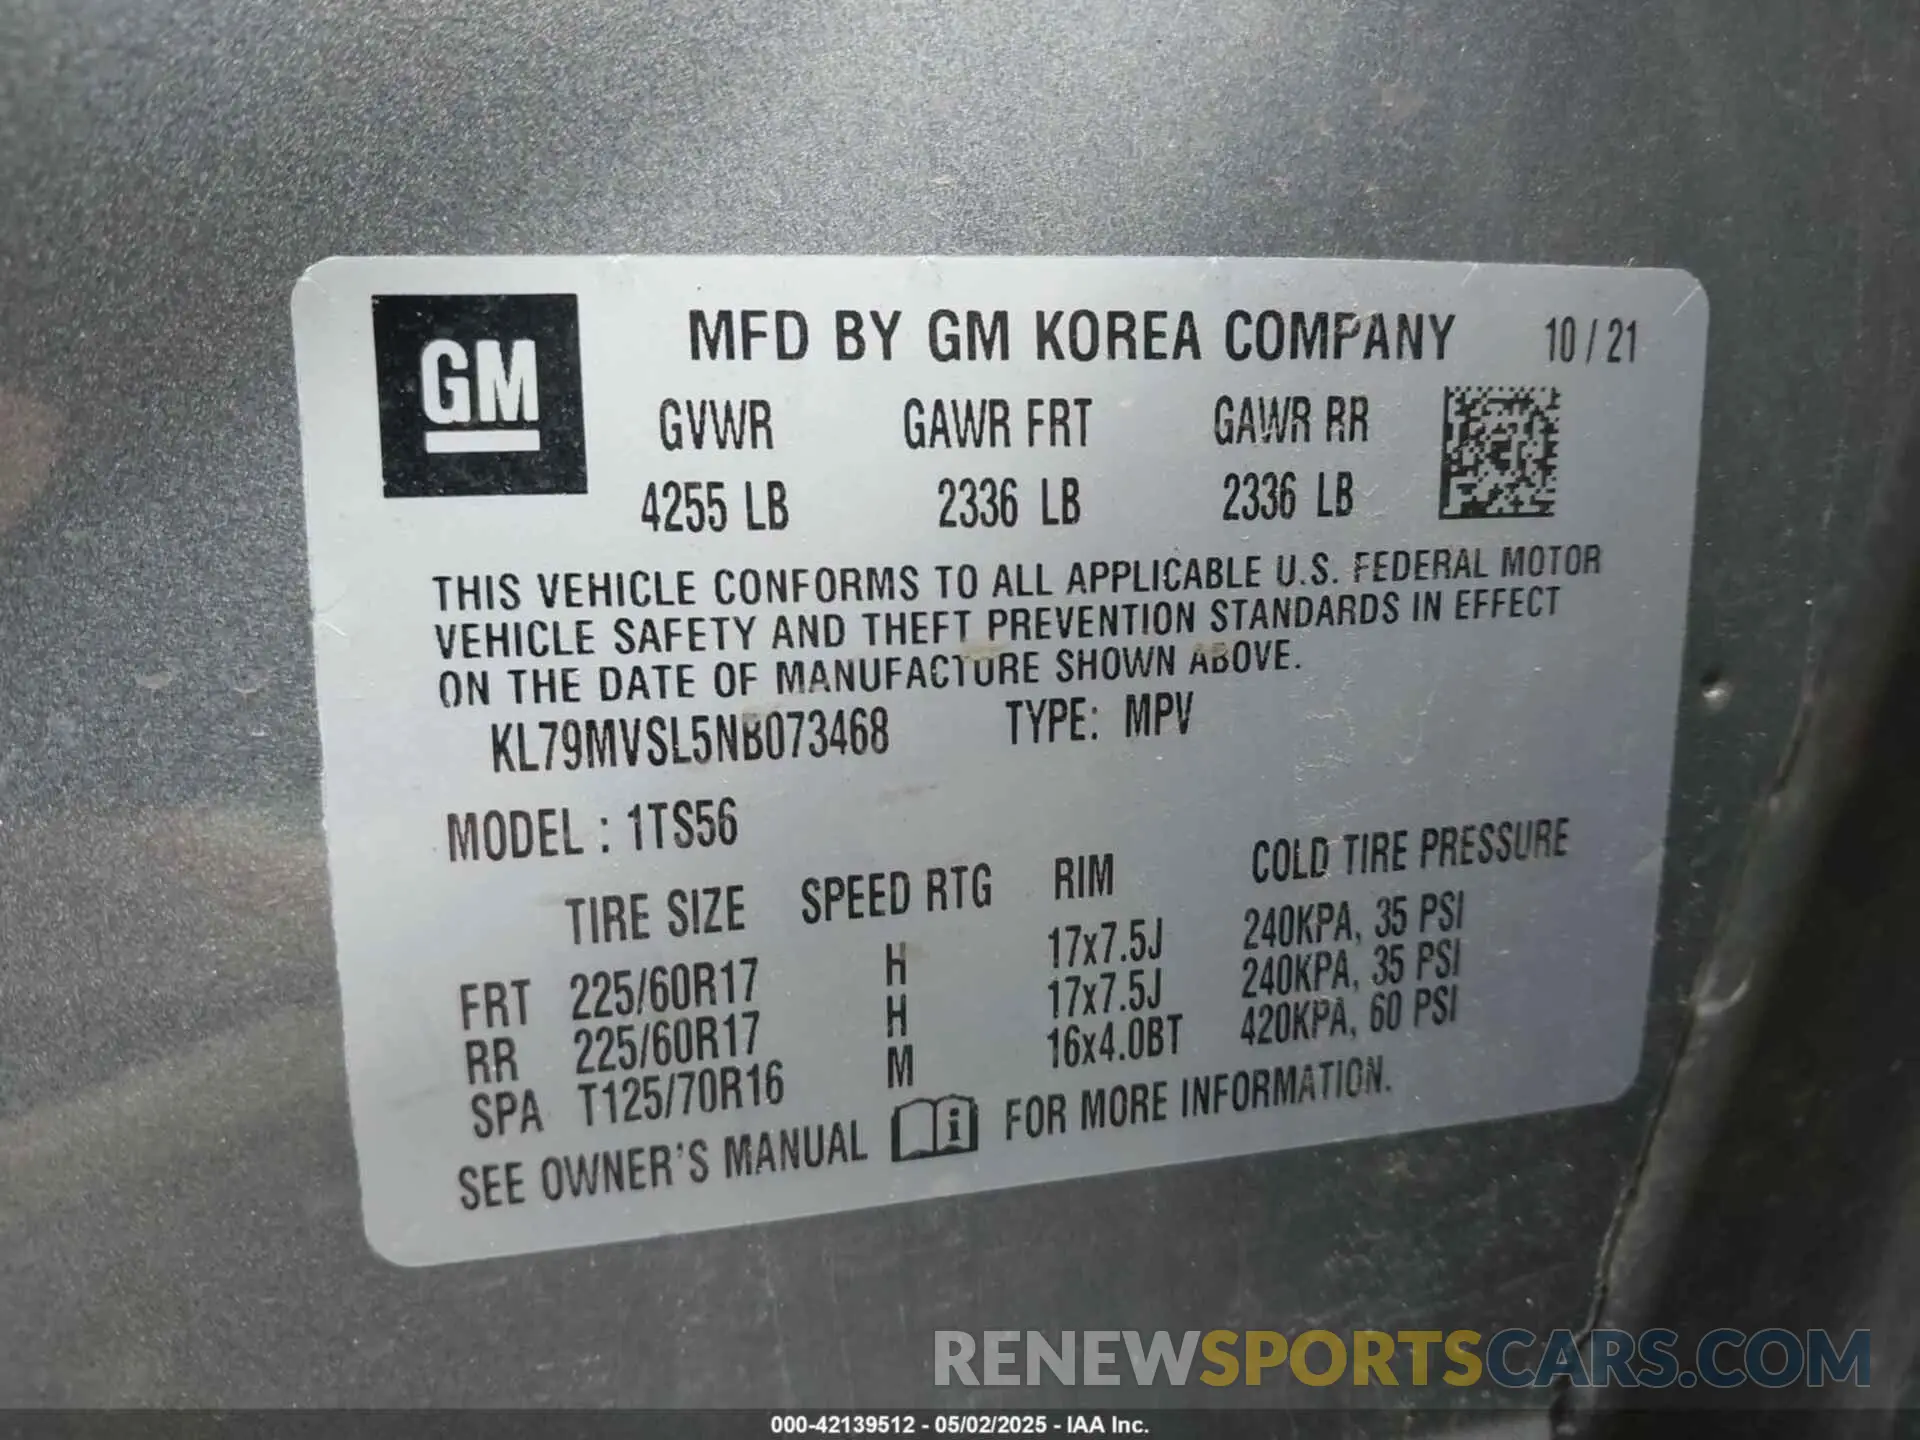 GM
MFD BY GM KOREA COMPANY 10 / 21
GVWR GAWR FRT GAWR RR
4255 LB 2336 LB 2336 LB
THIS VEHICLE CONFORMS TO ALL APPLICABLE U.S. FEDERAL MOTOR
VEHICLE SAFETY AND THEFT PREVENTION STANDARDS IN EFFECT
ON THE DATE OF MANUFACTURE SHOWN ABOVE.
KL79MVSL5NB073468 TYPE: MPV
MODEL : 1TS56
TIRE SIZE SPEED RTG RIM COLD TIRE PRESSURE
FRT 225/60R17 H 17x7.5J 240KPA, 35 PSI
RR 225/60R17 H 17x7.5J 240KPA, 35 PSI
SPA T125/70R16 M 16x4.0BT 420KPA, 60 PSI
SEE OWNER'S MANUAL i FOR MORE INFORMATION.
RENEWSPORTSCARS.COM
000-42139512 - 05/02/2025 - IAA Inc.